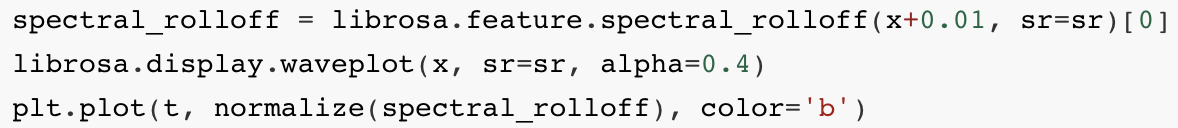 spectral_rolloff = librosa.feature.spectral_rolloff(x+0.01, sr=sr)[0]
librosa.display.waveplot(x, sr=sr, alpha=0.4)
plt.plot(t, normalize(spectral_rolloff), color='b')